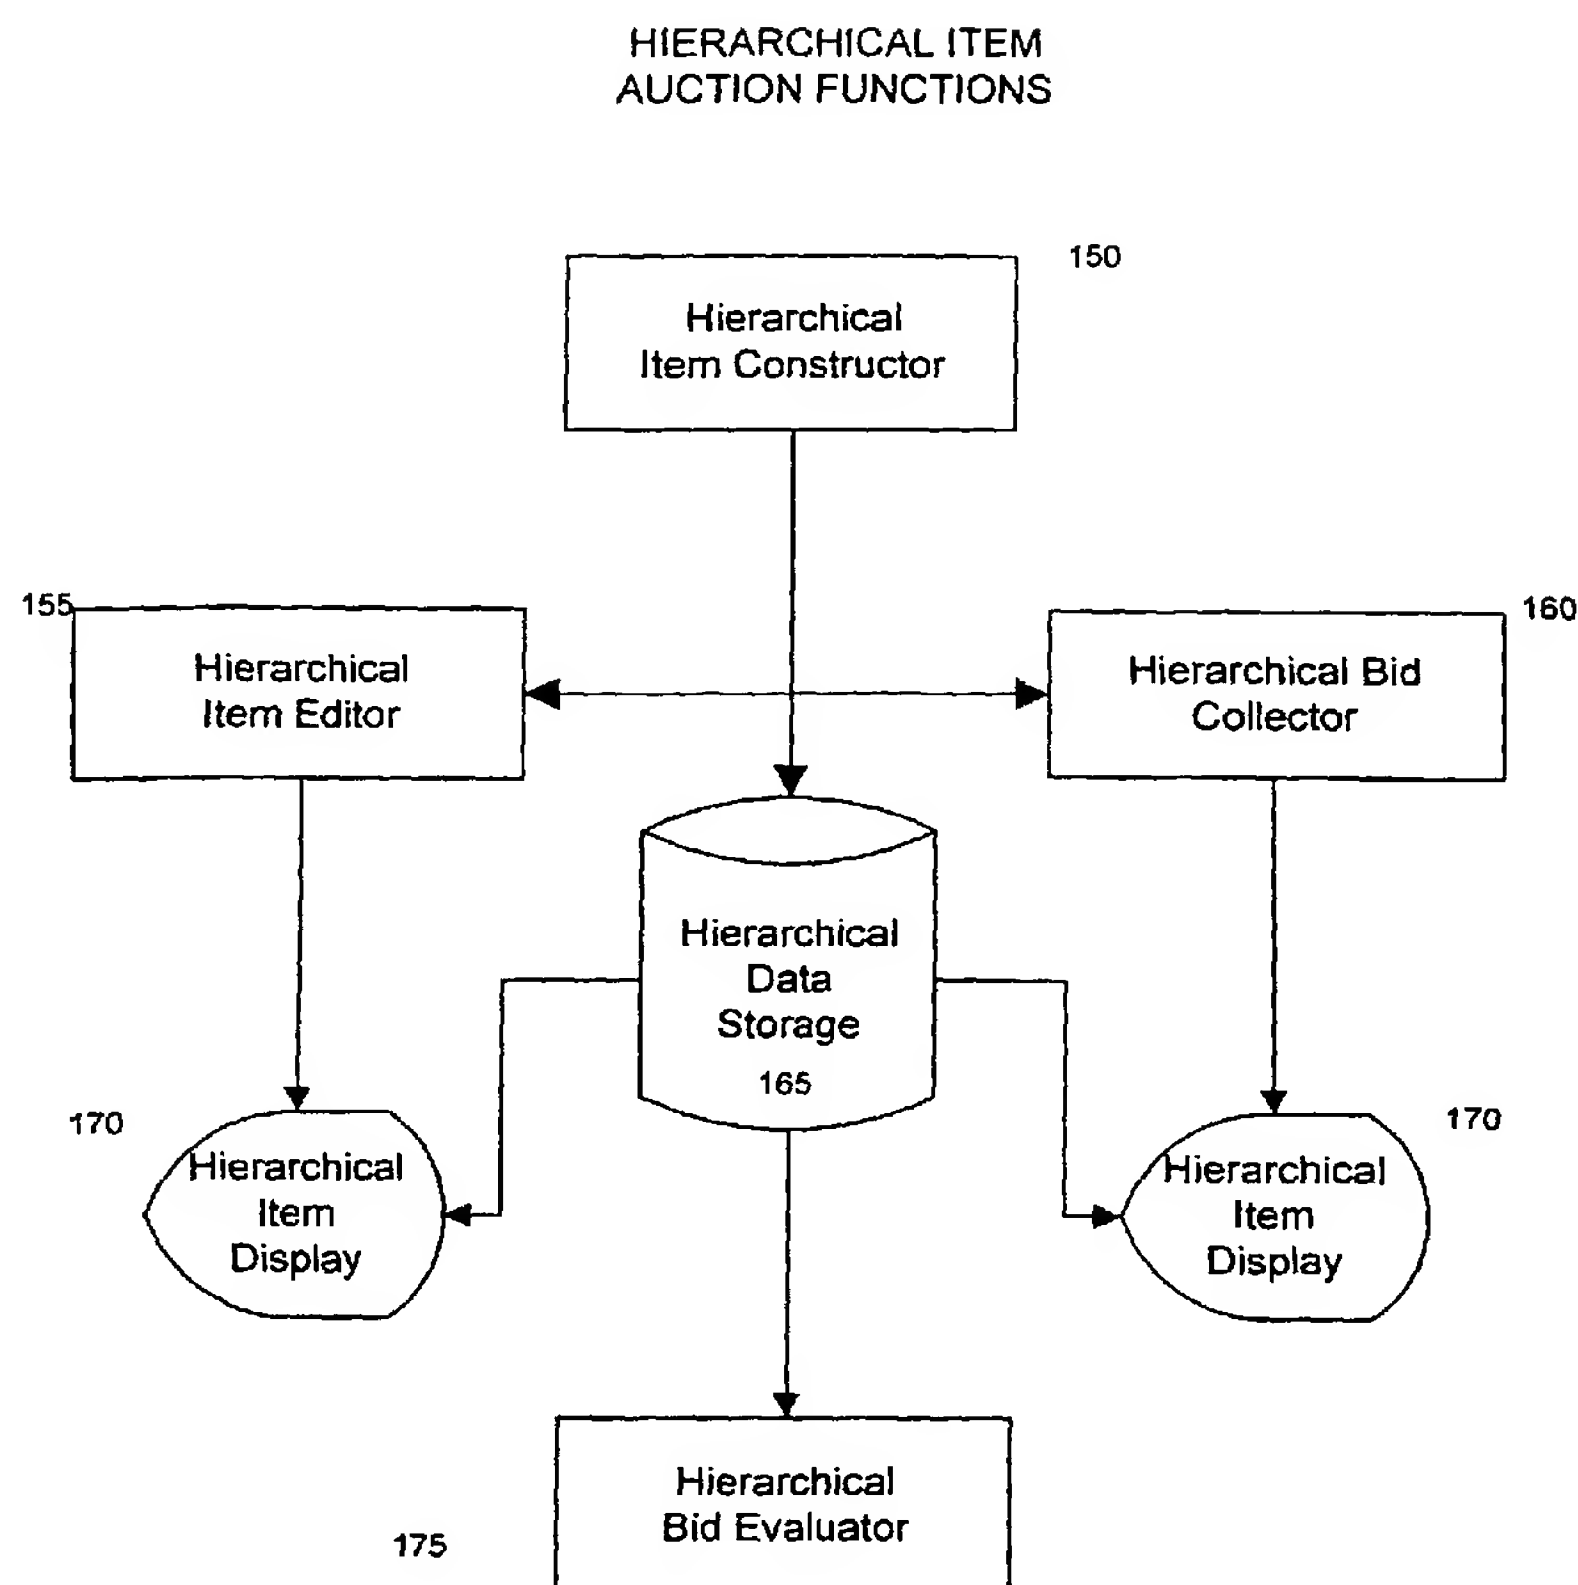 HIERARCHICAL ITEM
AUCTION FUNCTIONS
150
Hierarchical
Item Constructor
155
Hierarchical
Item Editor
160
Hierarchical Bid
Collector
Hierarchical
Data
Storage
165
170
Hierarchical
Item
Display
170
Hierarchical
Item
Display
Hierarchical
Bid Evaluator
175